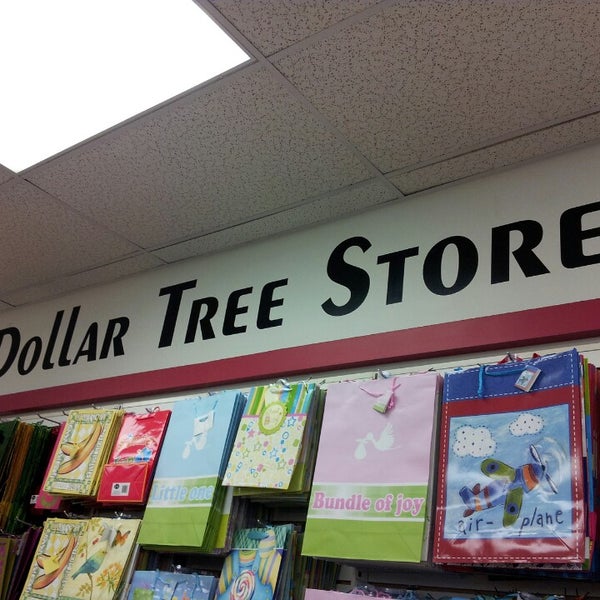 Dollar Tree Store
Little one
Bundle of joy
air-plane